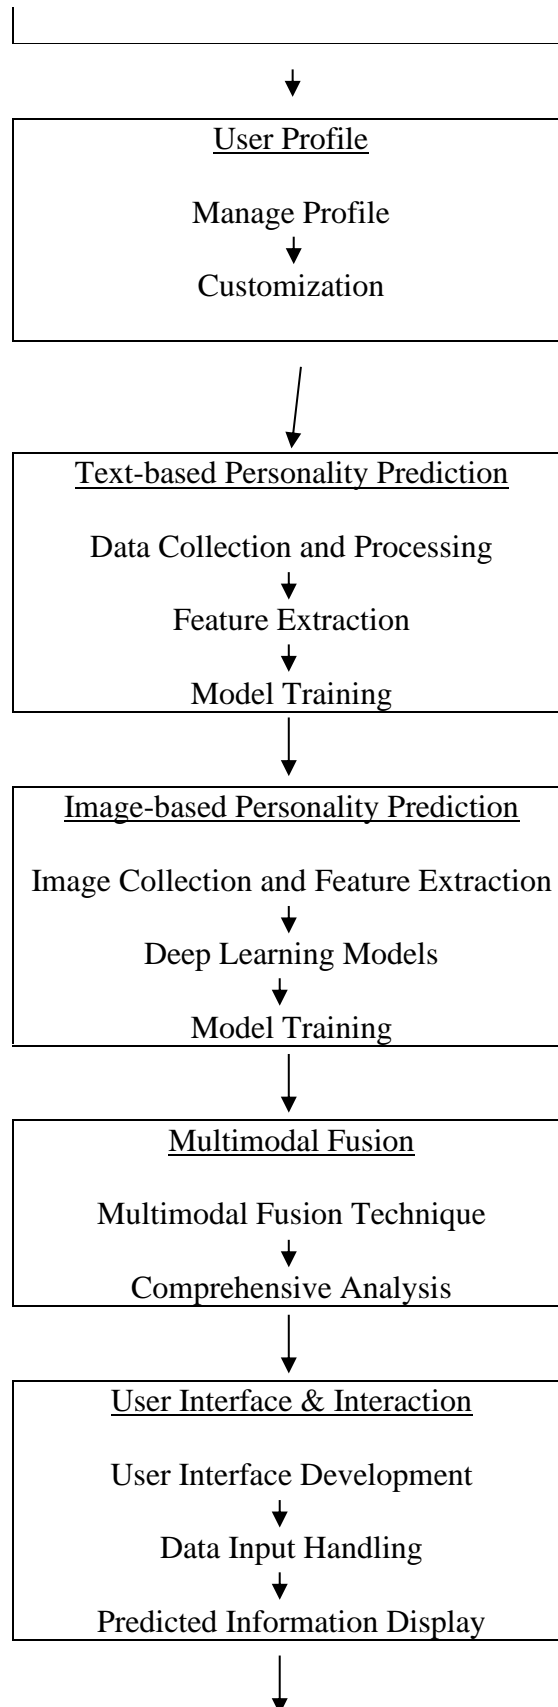 User Profile
Manage Profile
Customization
Text-based Personality Prediction
Data Collection and Processing
Feature Extraction
Model Training
Image-based Personality Prediction
Image Collection and Feature Extraction
Deep Learning Models
Model Training
Multimodal Fusion
Multimodal Fusion Technique
Comprehensive Analysis
User Interface & Interaction
User Interface Development
Data Input Handling
Predicted Information Display